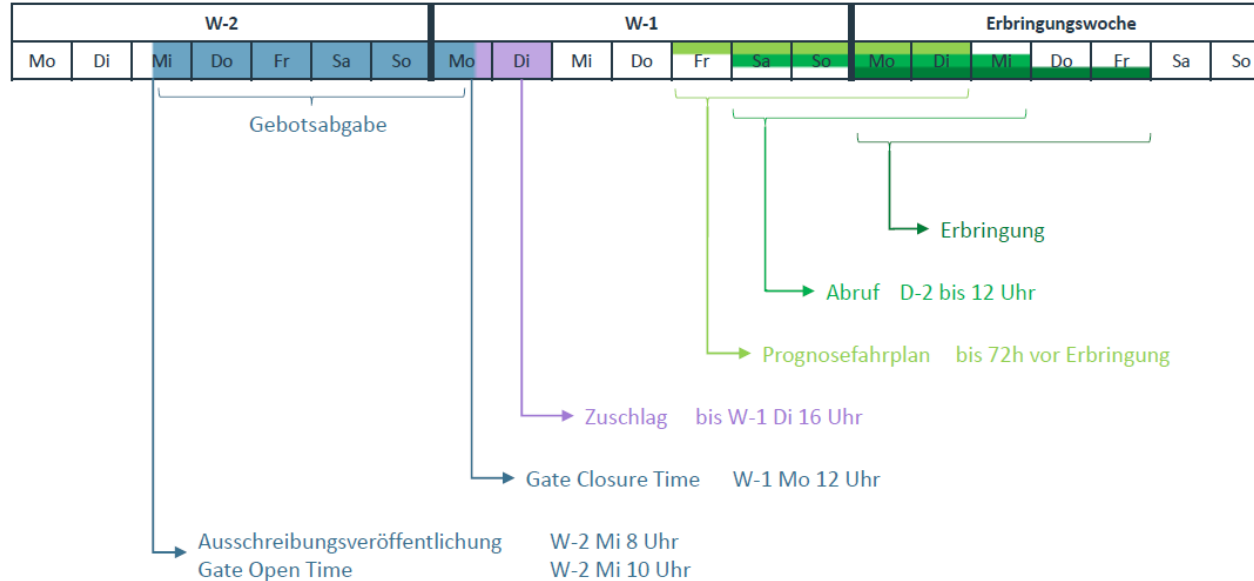 W-2 W-1 Erbringungswoche
Mo Di Mi Do Fr Sa So Mo Di Mi Do Fr Sa So Mo Di Mi Do Fr Sa So
Gebotsabgabe
Erbringung
Abruf D-2 bis 12 Uhr
Prognosefahrplan bis 72h vor Erbringung
Zuschlag bis W-1 Di 16 Uhr
Gate Closure Time W-1 Mo 12 Uhr
Ausschreibungsveröffentlichung W-2 Mi 8 Uhr
Gate Open Time W-2 Mi 10 Uhr